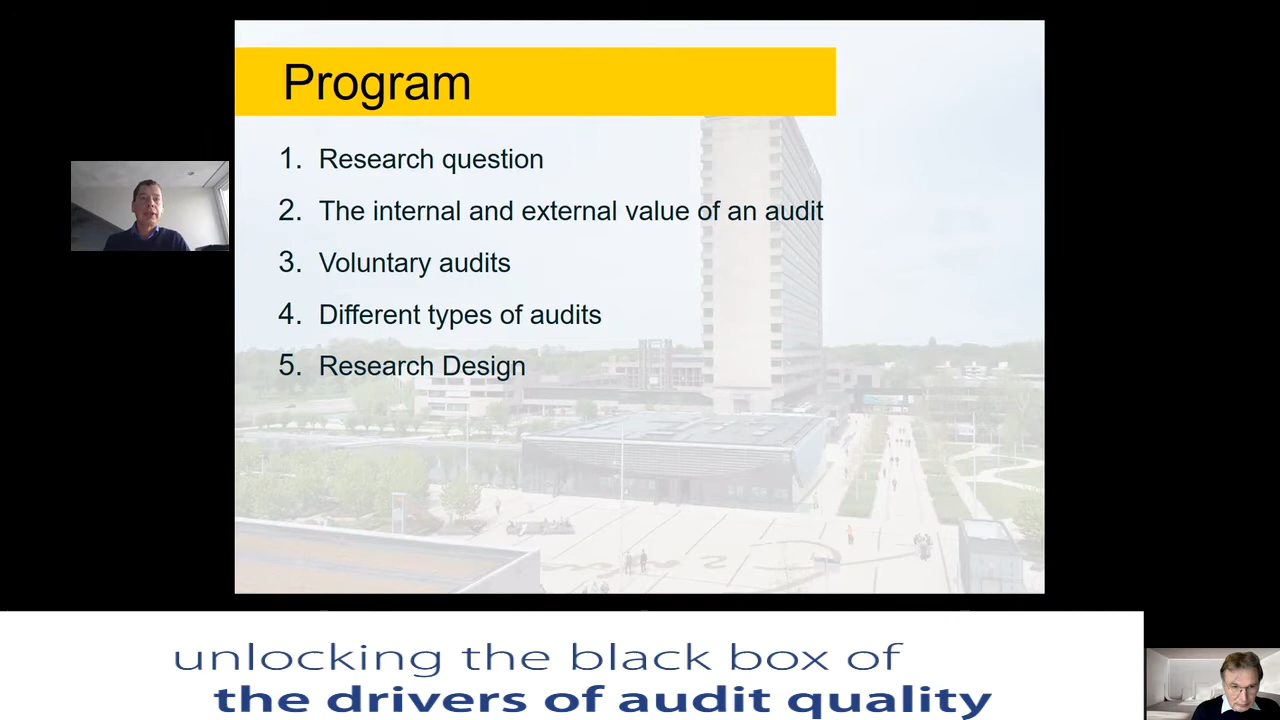 Program
1. Research question
2. The internal and external value of an audit
3. Voluntary audits
4. Different types of audits
5. Research Design
unlocking the black box of
the drivers of audit quality